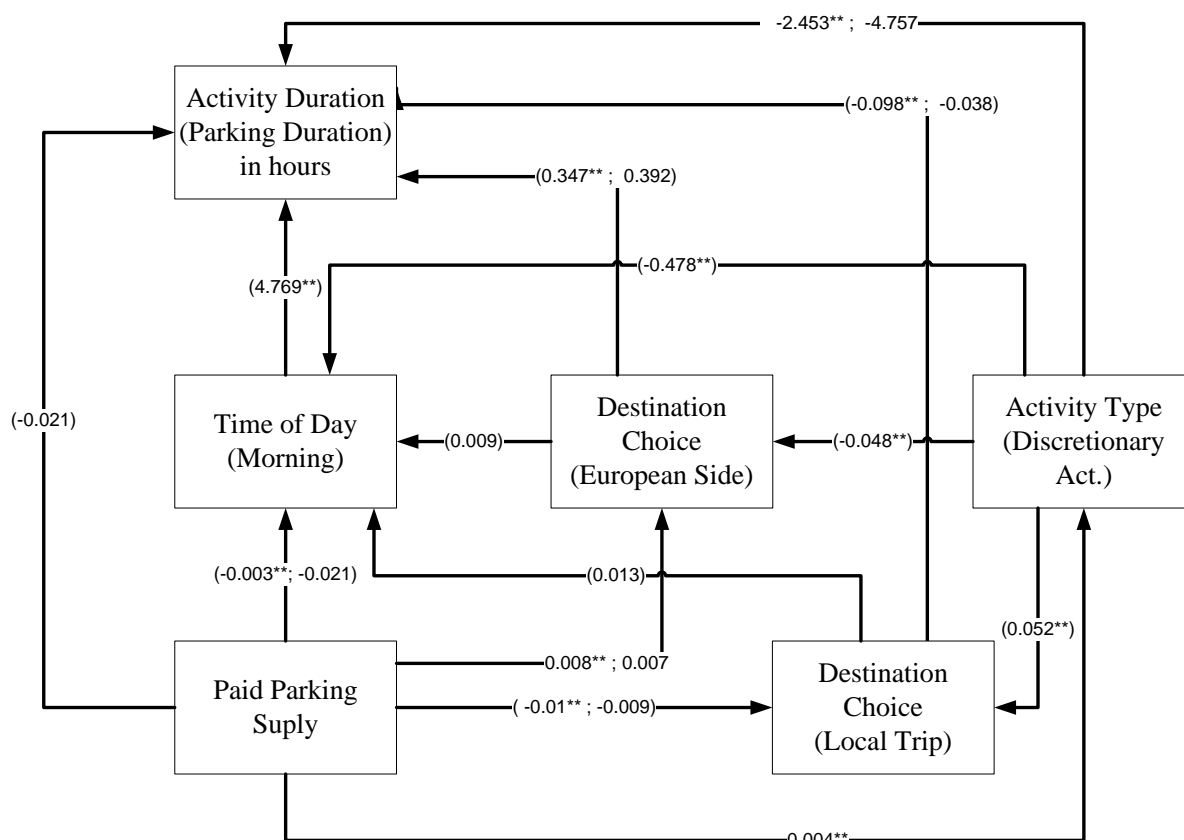 -2.453** ; -4.757
Activity Duration
(Parking Duration)
in hours
(-0.098** ; -0.038)
(0.347** ; 0.392)
(-0.478**)
(4.769**)
(-0.021)
Time of Day
(Morning)
(0.009)
Destination
Choice
(European Side)
(-0.048**)
Activity Type
(Discretionary
Act.)
(-0.003**; -0.021)
(0.013)
(0.052**)
0.008** ; 0.007
Paid Parking
Suply
( -0.01** ; -0.009)
Destination
Choice
(Local Trip)
0.004**